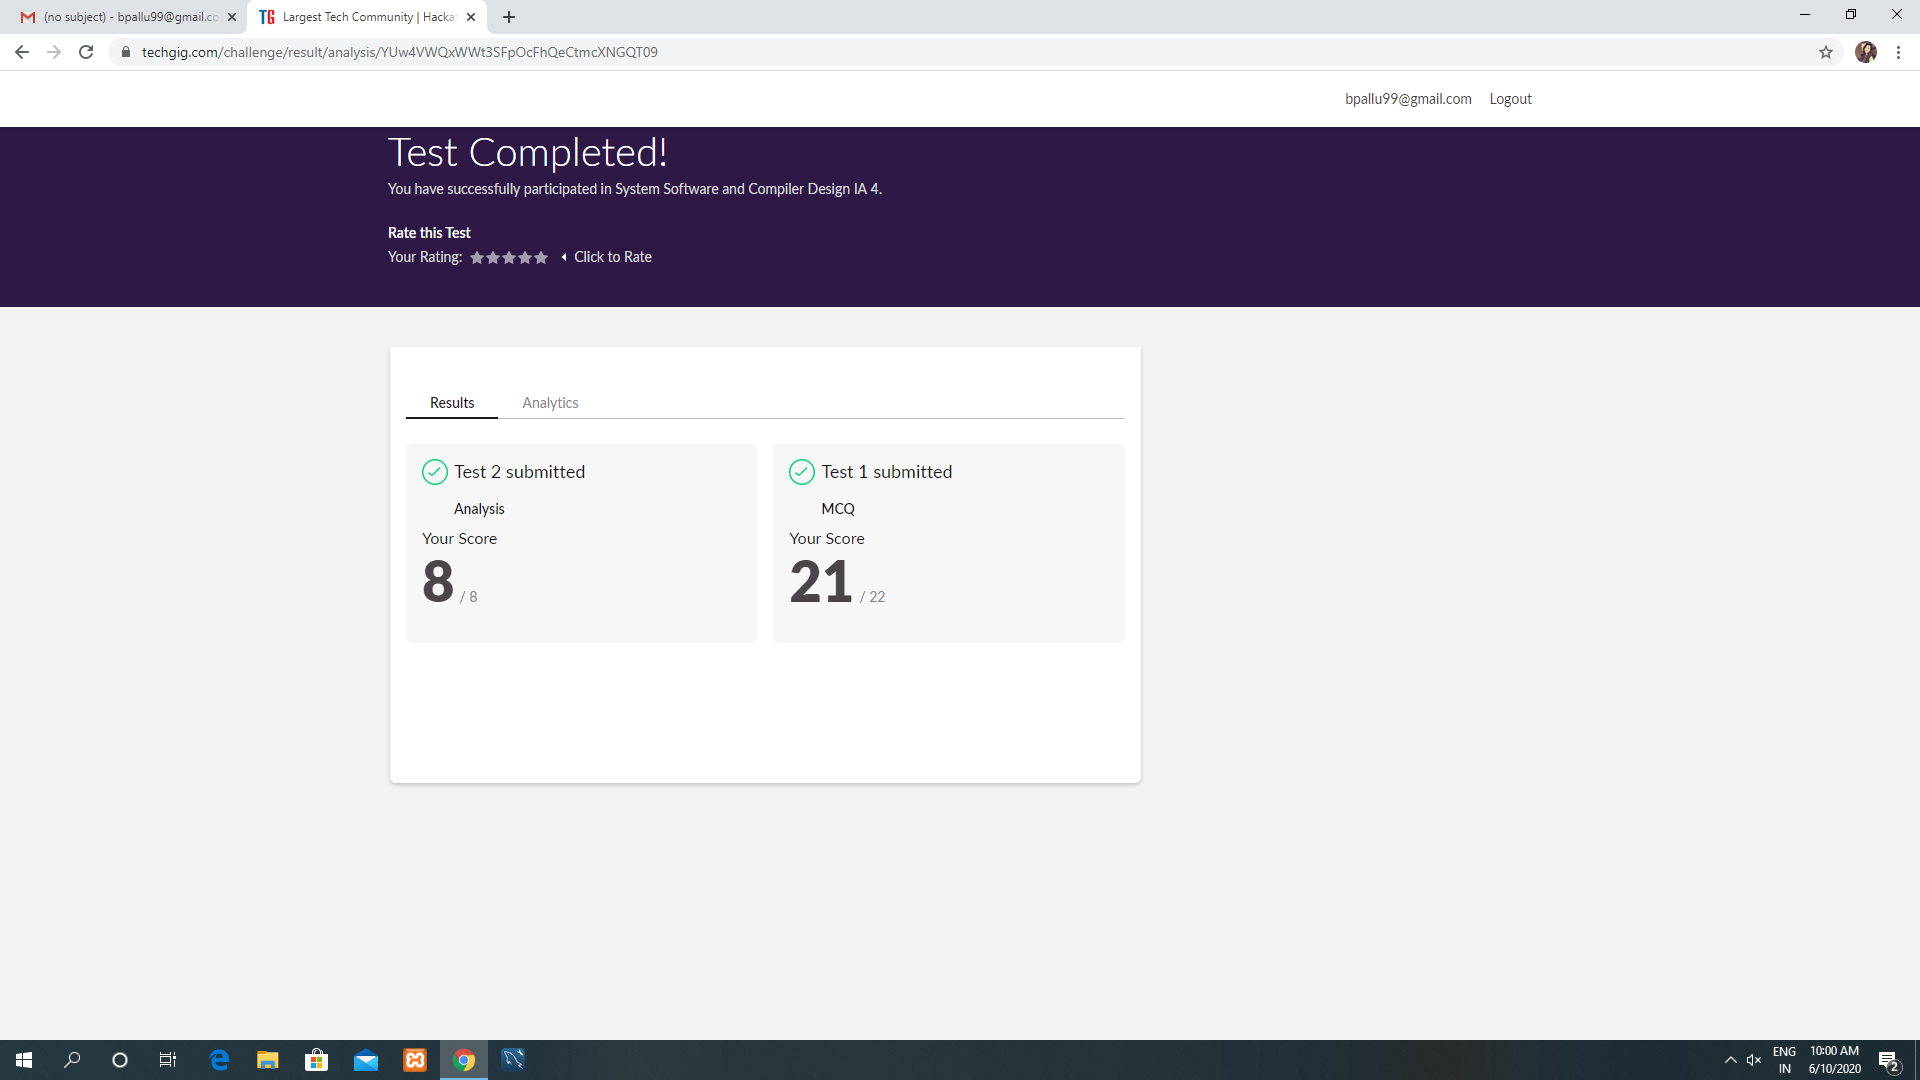 (no subject) - bpallu99@gmail.co
TG Largest Tech Community | Hacka
techgig.com/challenge/result/analysis/YUw4VWQxWWt3SFpOcFhQeCtmcXNGQT09
bpallu99@gmail.com Logout
Test Completed!
You have successfully participated in System Software and Compiler Design IA 4.
Rate this Test
Your Rating: Click to Rate
Results Analytics
Test 2 submitted
Analysis
Your Score
8 / 8
Test 1 submitted
MCQ
Your Score
21 / 22
ENG
IN
10:00 AM
6/10/2020
2